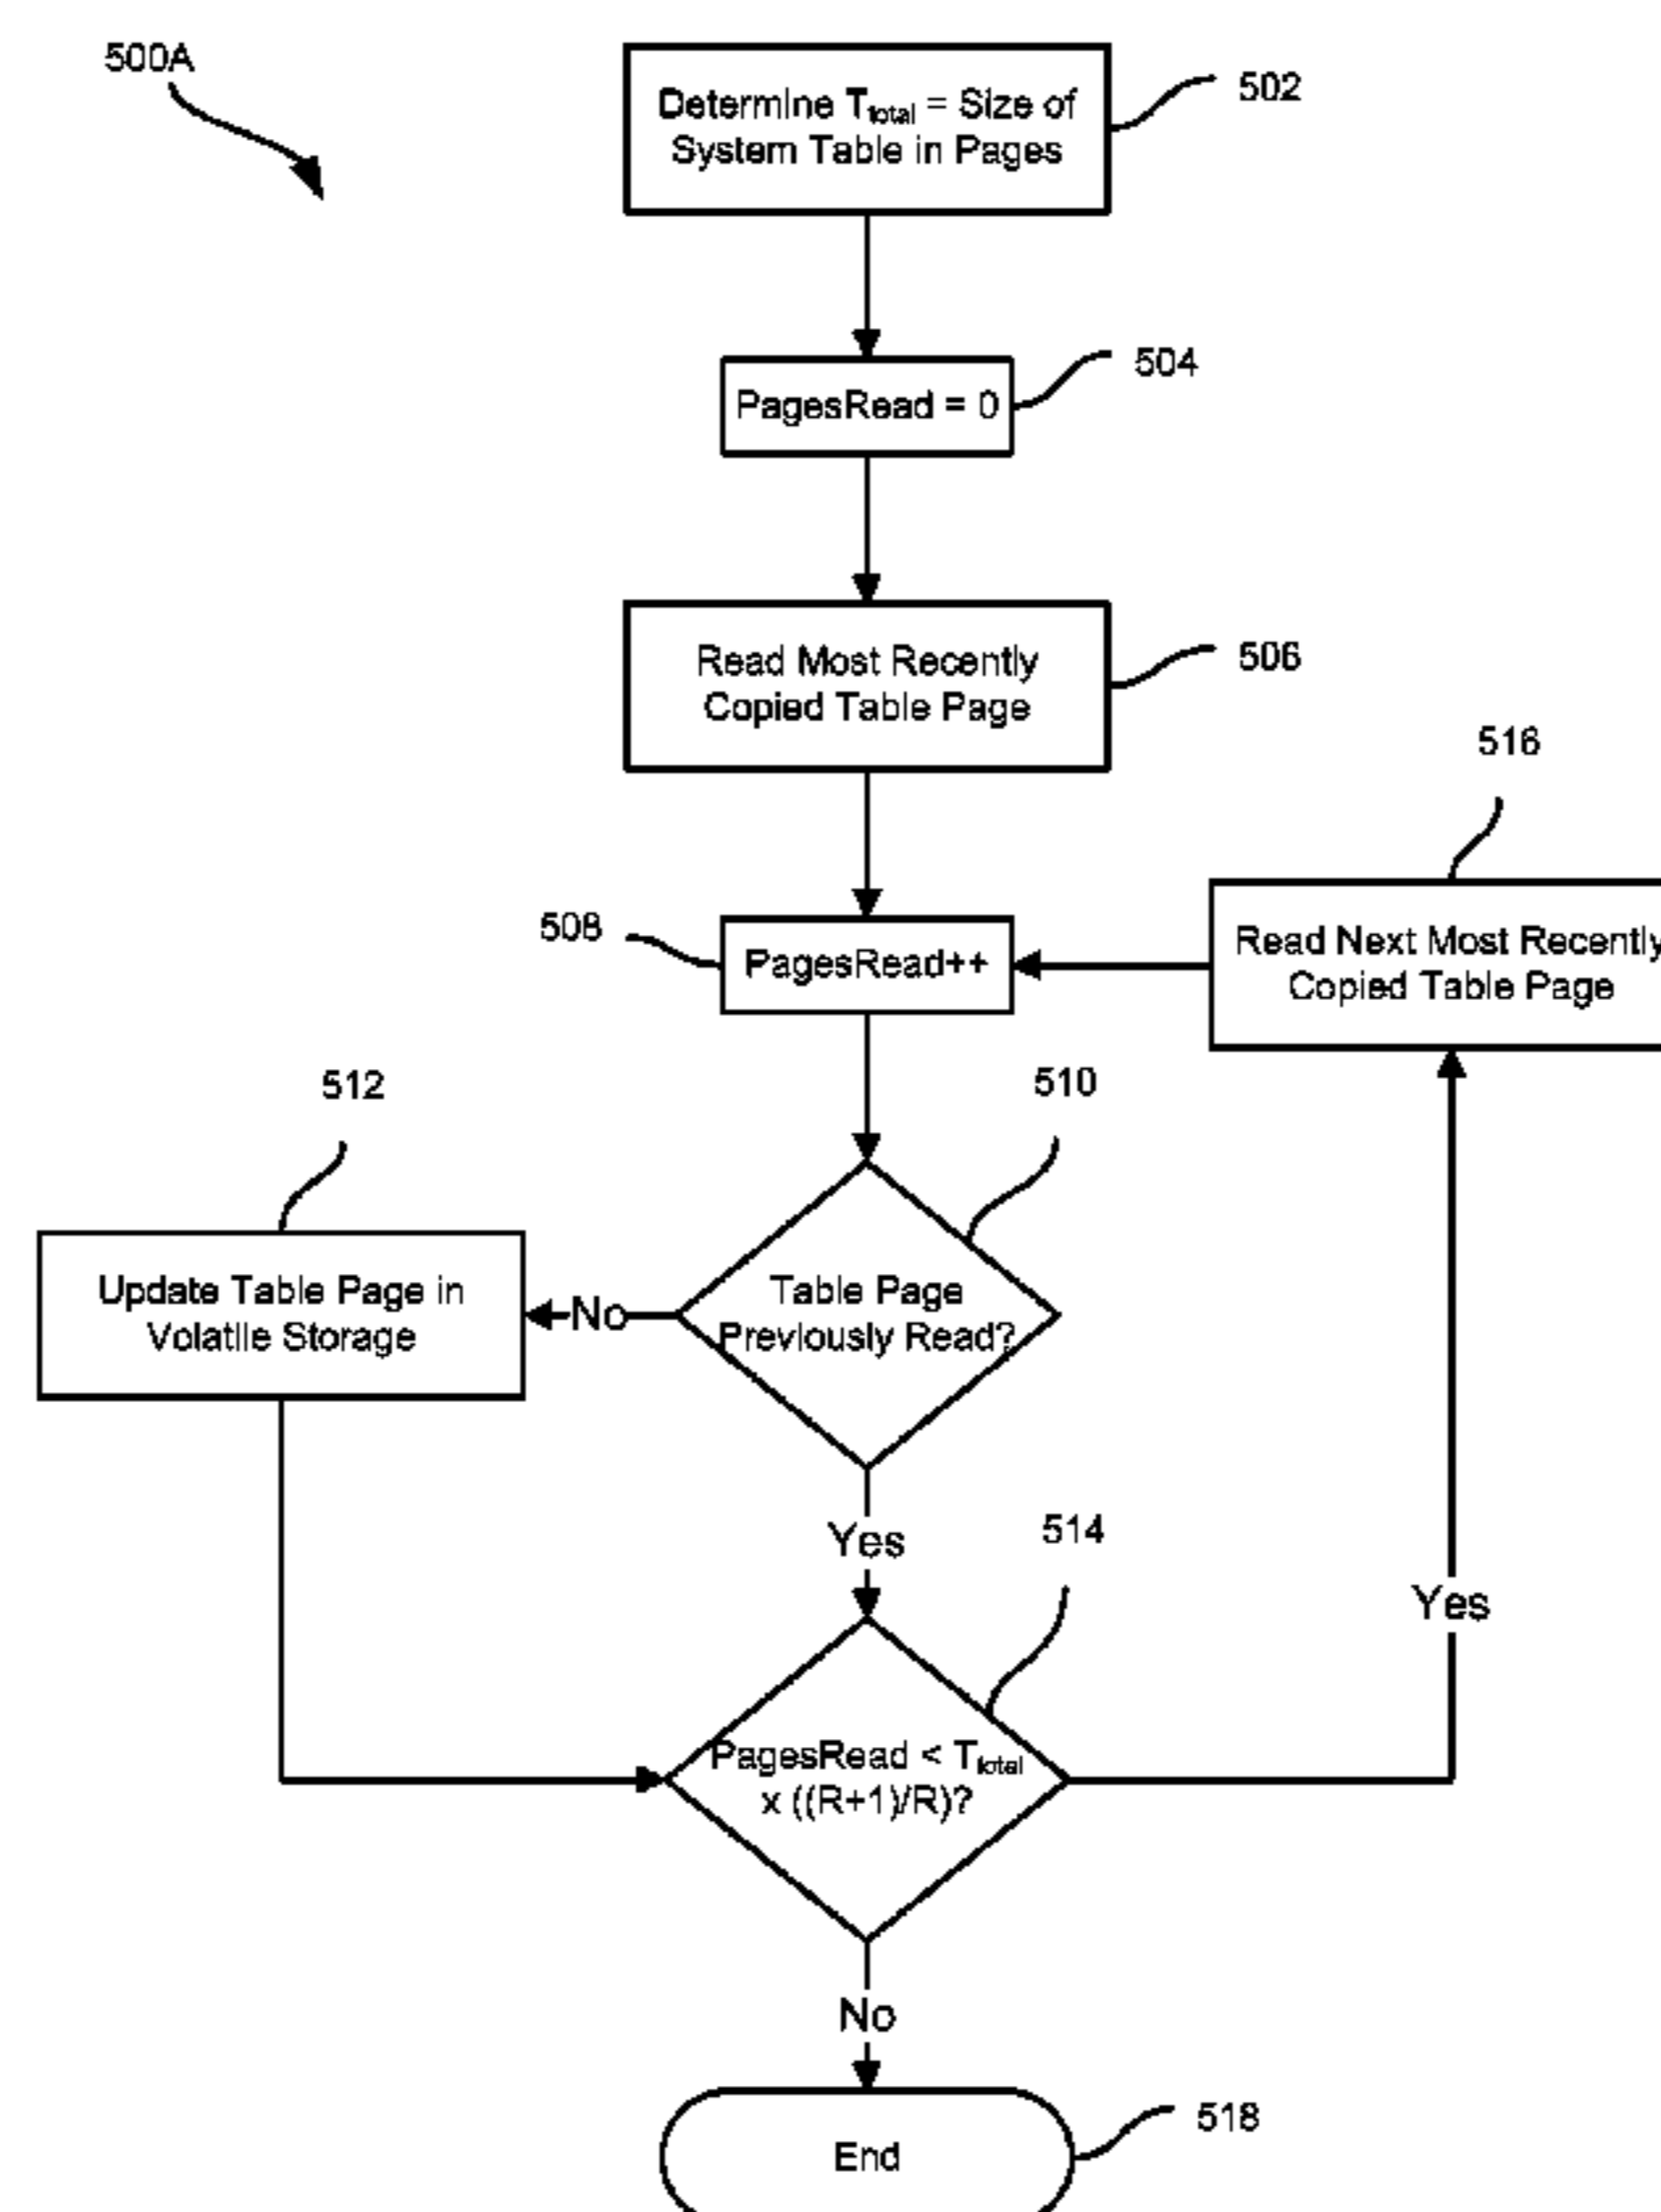 500A
Determine Ttotal = Size of
System Table in Pages
502
PagesRead = 0
504
Read Most Recently
Copied Table Page
506
516
508
PagesRead++
Read Next Most Recently
Copied Table Page
512
510
Update Table Page in
Volatile Storage
No
Table Page
Previously Read?
Yes
514
Yes
PagesRead < Ttotal
x ((R+1)/R)?
No
End
518